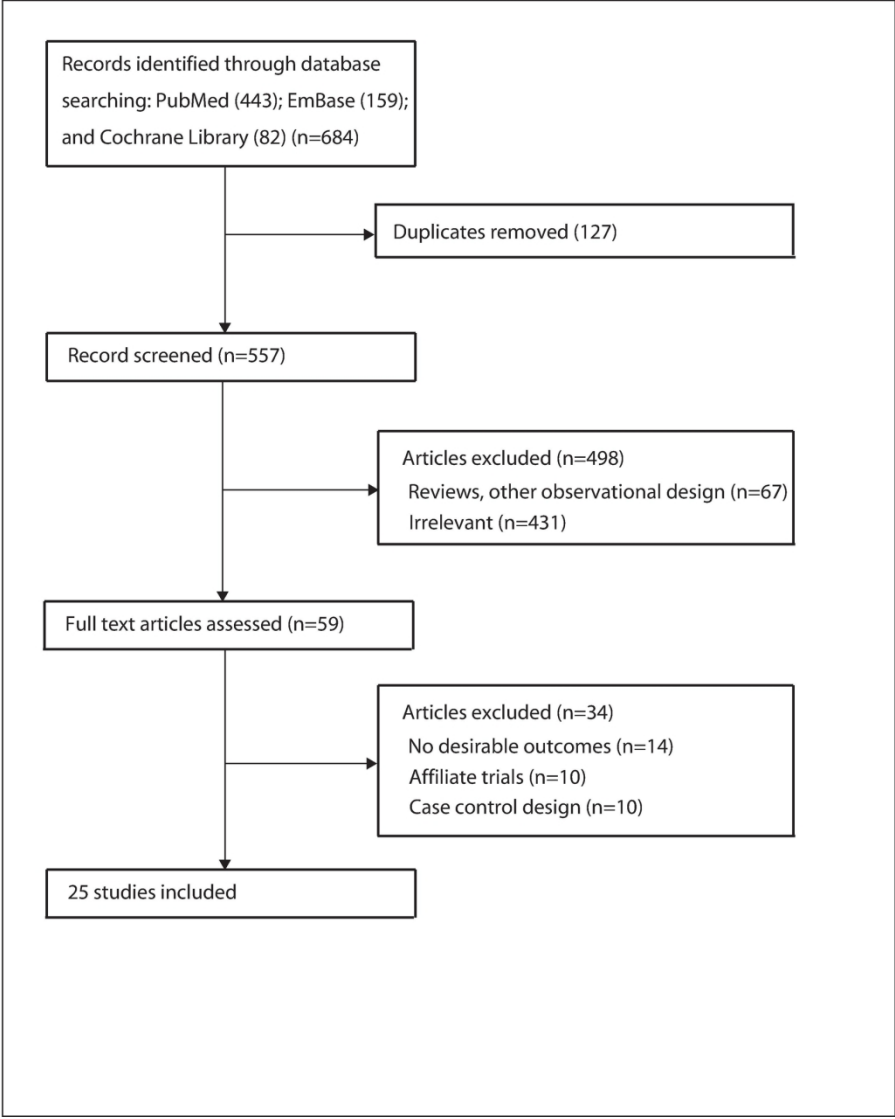 Records identified through database
searching: PubMed (443); EmBase (159);
and Cochrane Library (82) (n=684)
Duplicates removed (127)
Record screened (n=557)
Articles excluded (n=498)
Reviews, other observational design (n=67)
Irrelevant (n=431)
Full text articles assessed (n=59)
Articles excluded (n=34)
No desirable outcomes (n=14)
Affiliate trials (n=10)
Case control design (n=10)
25 studies included